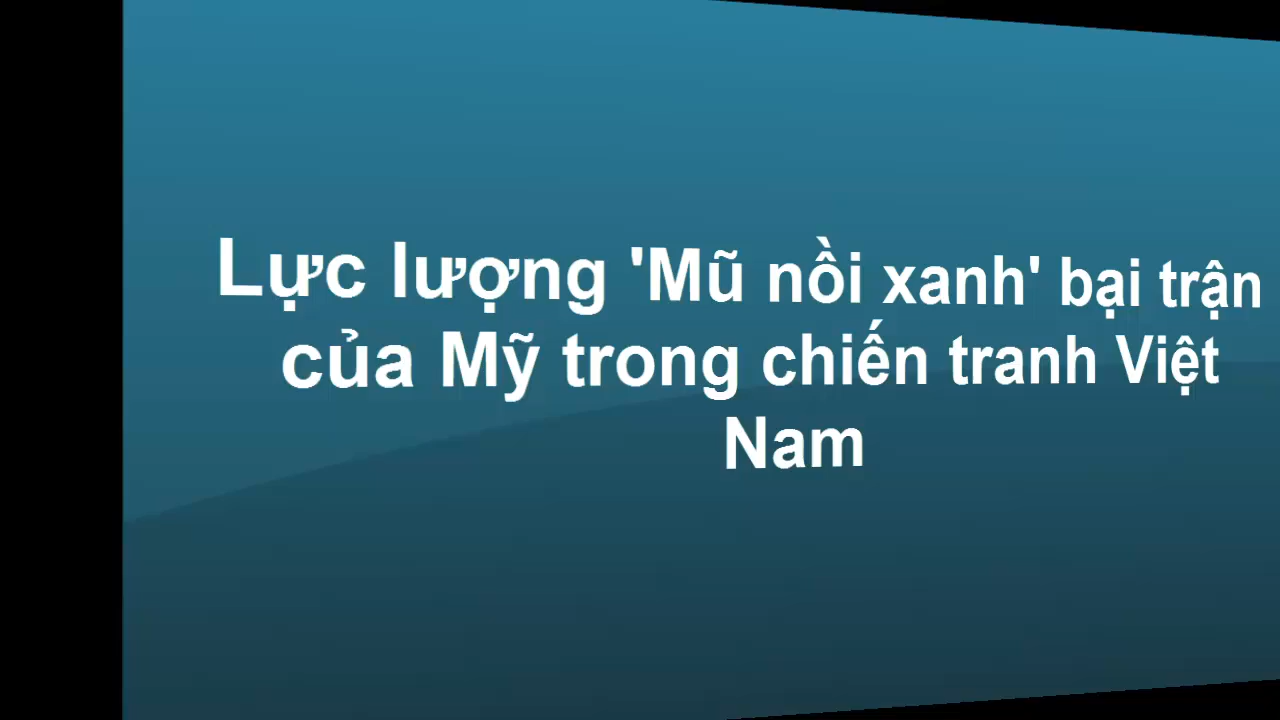 Lực lượng 'Mũ nồi xanh' bại trận
của Mỹ trong chiến tranh Việt
Nam